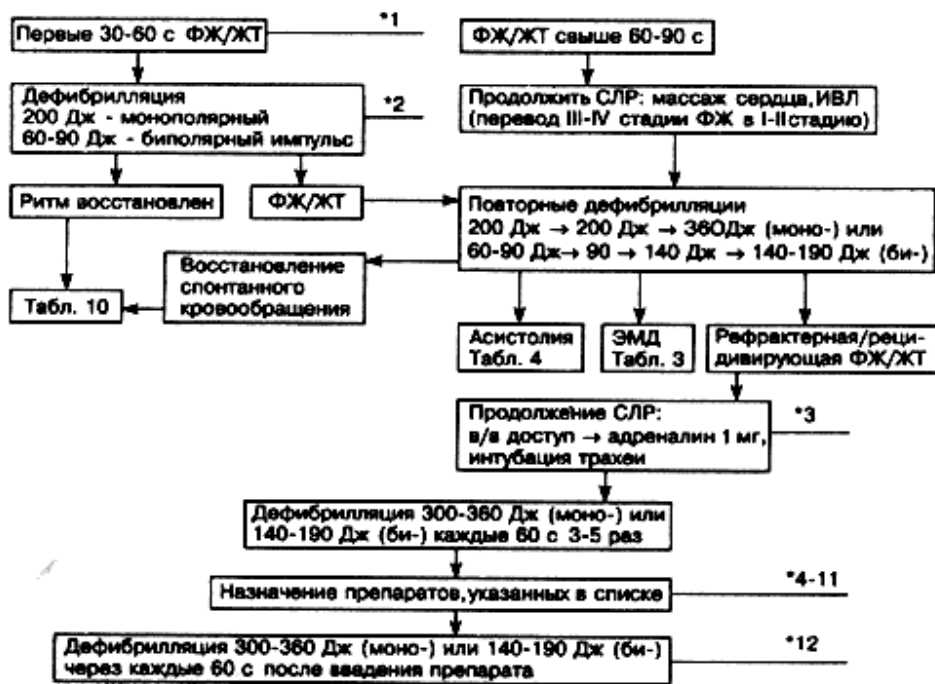 Первые 30-60 с ФЖ/ЖТ
*1
ФЖ/ЖТ свыше 60-90 с
Дефибрилляция
200 Дж - монополярный
60-90 Дж - биполярный импульс
*2
Продолжить СЛР: массаж сердца, ИВЛ
(перевод III-IV стадии ФЖ в I-II стадию)
Ритм восстановлен
ФЖ/ЖТ
Повторные дефибрилляции
200 Дж → 200 Дж → 360Дж (моно-) или
60-90 Дж→ 90 → 140 Дж → 140-190 Дж (би-)
Восстановление
спонтанного
кровообращения
Табл. 10
Асистолия
Табл. 4
ЭМД
Табл. 3
Рефрактерная/реци-
дивирующая ФЖ/ЖТ
Продолжение СЛР:
в/в доступ → адреналин 1 мг,
интубация трахеи
*3
Дефибрилляция 300-360 Дж (моно-) или
140-190 Дж (би-) каждые 60 с 3-5 раз
Назначение препаратов, указанных в списке
*4-11
Дефибрилляция 300-360 Дж (моно-) или 140-190 Дж (би-)
через каждые 60 с после введения препарата
*12